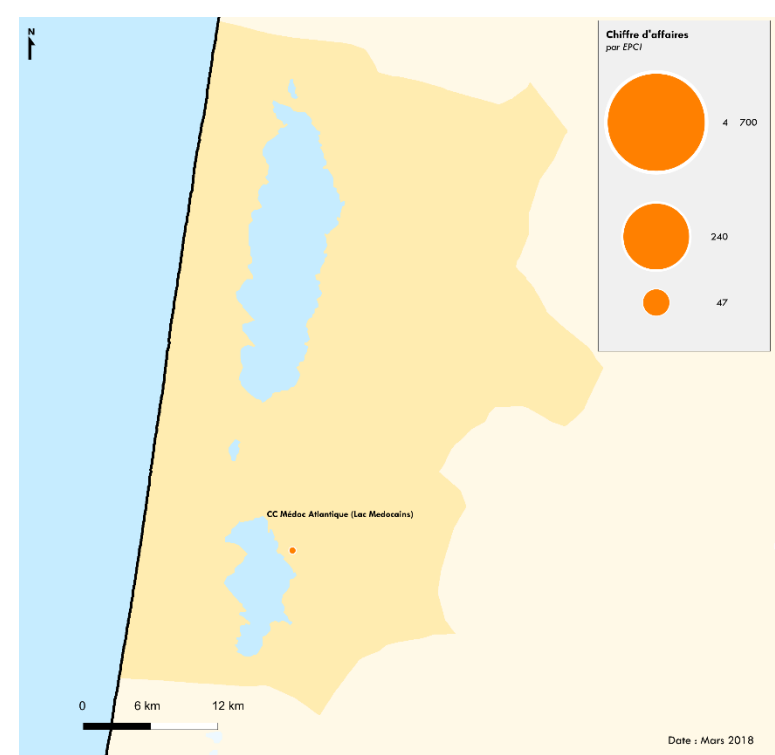 N
Chiffre d'affaires
par EPCI
4 700
240
47
CC Médoc Atlantique (Lac Medocains)
0 6 km 12 km
Date : Mars 2018